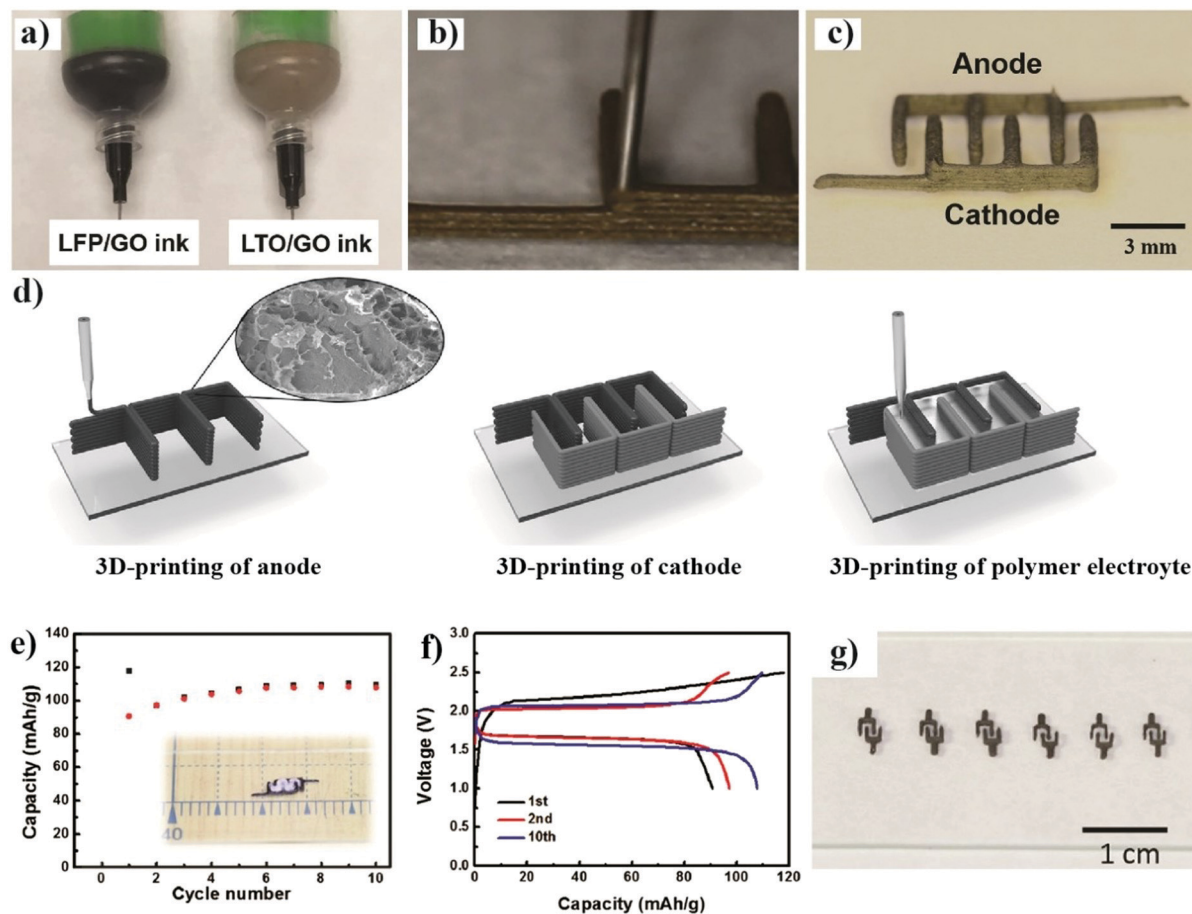 a)
LFP/GO ink
LTO/GO ink
b)
c)
Anode
Cathode
3 mm
d)
3D-printing of anode
3D-printing of cathode
3D-printing of polymer electroyte
e)
140
120
100
80
60
40
20
0
0 2 4 6 8 10
Capacity (mAh/g)
Cycle number
40
f)
3.0
2.5
2.0
1.5
1.0
0.5
0.0
0 20 40 60 80 100 120
Voltage (V)
Capacity (mAh/g)
1st
2nd
10th
g)
1 cm